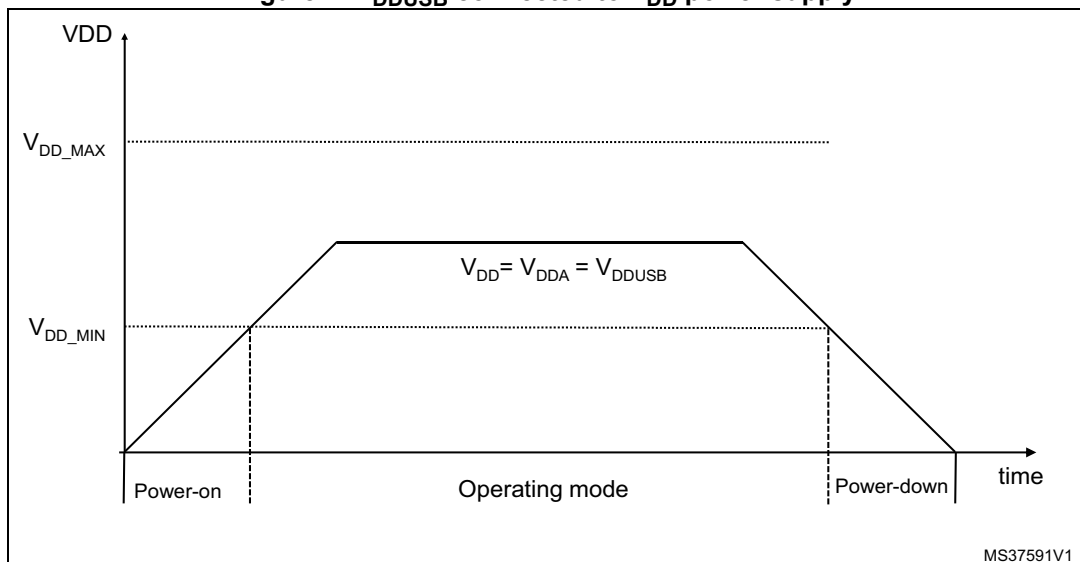 VDD
V_DD_MAX
V_DD= V_DDA = V_DDUSB
V_DD_MIN
Power-on
Operating mode
Power-down
time
MS37591V1